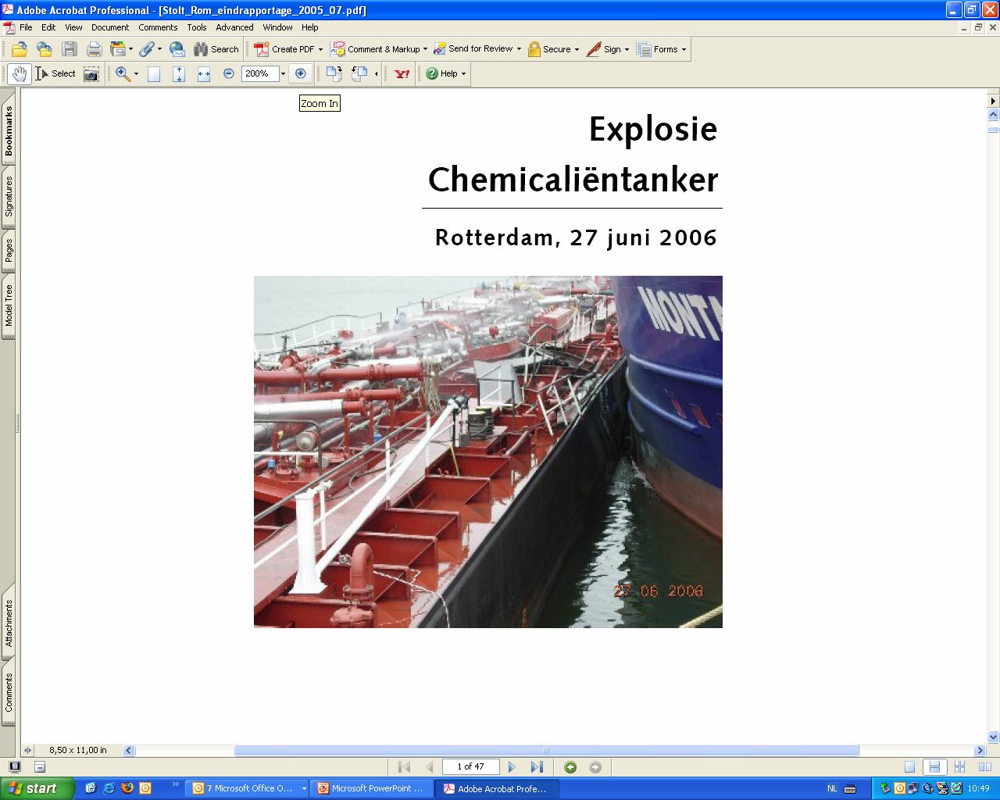 Adobe Acrobat Professional - [Stolt_Rom_eindrapportage_2005_07.pdf]
File Edit View Document Comments Tools Advanced Window Help
Search Create PDF Comment & Markup Send for Review Secure Sign Forms
Select 200% Y! Help
Zoom In
Bookmarks
Signatures
Pages
Model Tree
Attachments
Comments
Explosie
Chemicaliëntanker
Rotterdam, 27 juni 2006
MONTA
27 06 2006
8,50 x 11,00 in
1 of 47
start
7 Microsoft Office O...
Microsoft PowerPoint ...
Adobe Acrobat Profe...
NL
10:49